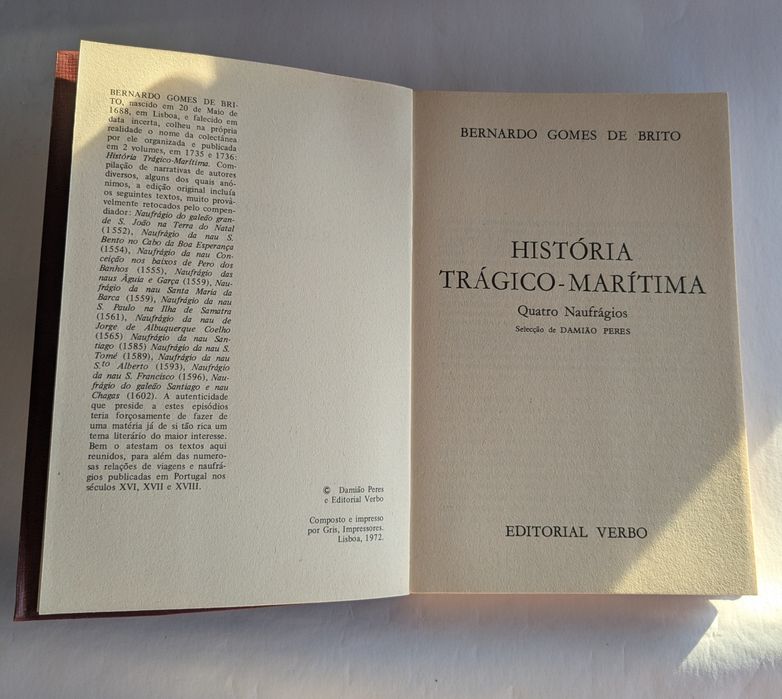 BERNARDO GOMES DE BRI-
TO, nascido em 20 de Maio de
1688, em Lisboa, e falecido em
data incerta, colheu na própria
realidade o nome da colectânea
por ele organizada e publicada
em 2 volumes, em 1735 e 1736:
História Trágico-Marítima. Com-
pilação de narrativas de autores
diversos, alguns dos quais anó-
nimos, a edição original incluía
os seguintes textos, muito prová-
velmente retocados pelo compen-
diador: Naufrágio do galeão gran-
de S. João na Terra do Natal
(1552), Naufrágio da nau S.
Bento no Cabo da Boa Esperança
(1554), Naufrágio da nau Con-
ceição nos baixos de Pero dos
Banhos (1555), Naufrágio das
naus Águia e Garça (1559), Nau-
frágio da nau Santa Maria da
Barca (1559), Naufrágio da nau
S. Paulo na Ilha de Samatra
(1561), Naufrágio da nau de
Jorge de Albuquerque Coelho
(1565) Naufrágio da nau San-
tiago (1585) Naufrágio da nau S.
Tomé (1589), Naufrágio da nau
S.to Alberto (1593), Naufrágio
da nau S. Francisco (1596), Nau-
frágio do galeão Santiago e nau
Chagas (1602). A autenticidade
que preside a estes episódios
teria forçosamente de fazer de
uma matéria já de si tão rica um
tema literário do maior interesse.
Bem o atestam os textos aqui
reunidos, para além das numero-
sas relações de viagens e naufrá-
gios publicadas em Portugal nos
séculos XVI, XVII e XVIII.
© Damião Peres
e Editorial Verbo
Composto e impresso
por Gris, Impressores.
Lisboa, 1972.
BERNARDO GOMES DE BRITO
HISTÓRIA
TRÁGICO-MARÍTIMA
Quatro Naufrágios
Selecção de DAMIÃO PERES
EDITORIAL VERBO